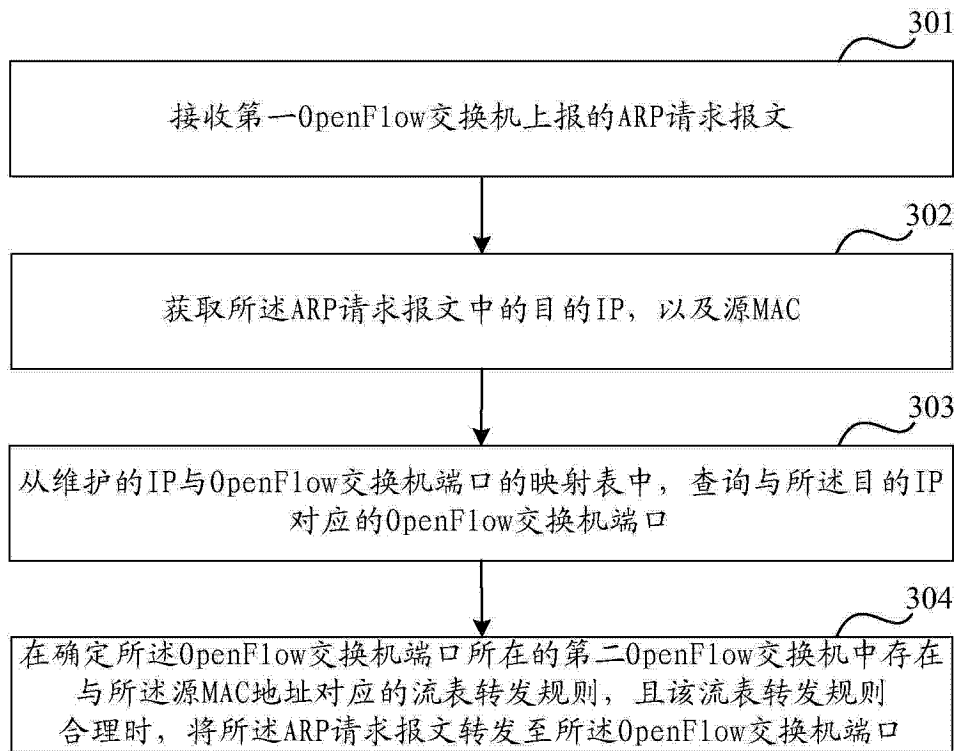 301
接收第一OpenFlow交换机上报的ARP请求报文
302
获取所述ARP请求报文中的目的IP，以及源MAC
303
从维护的IP与OpenFlow交换机端口的映射表中，查询与所述目的IP
对应的OpenFlow交换机端口
304
在确定所述OpenFlow交换机端口所在的第二OpenFlow交换机中存在
与所述源MAC地址对应的流表转发规则，且该流表转发规则
合理时，将所述ARP请求报文转发至所述OpenFlow交换机端口